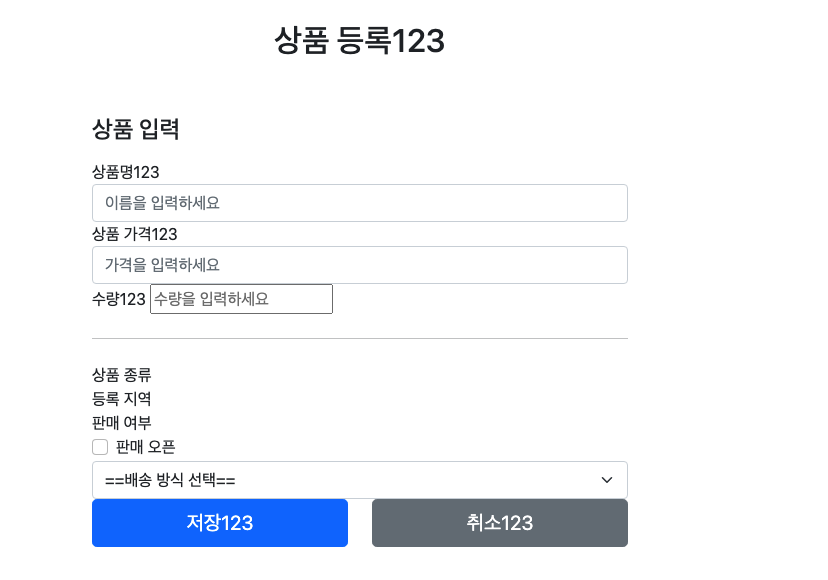 상품 등록123
상품 입력
상품명123
이름을 입력하세요
상품 가격123
가격을 입력하세요
수량123 수량을 입력하세요
상품 종류
등록 지역
판매 여부
판매 오픈
==배송 방식 선택==
저장123 취소123